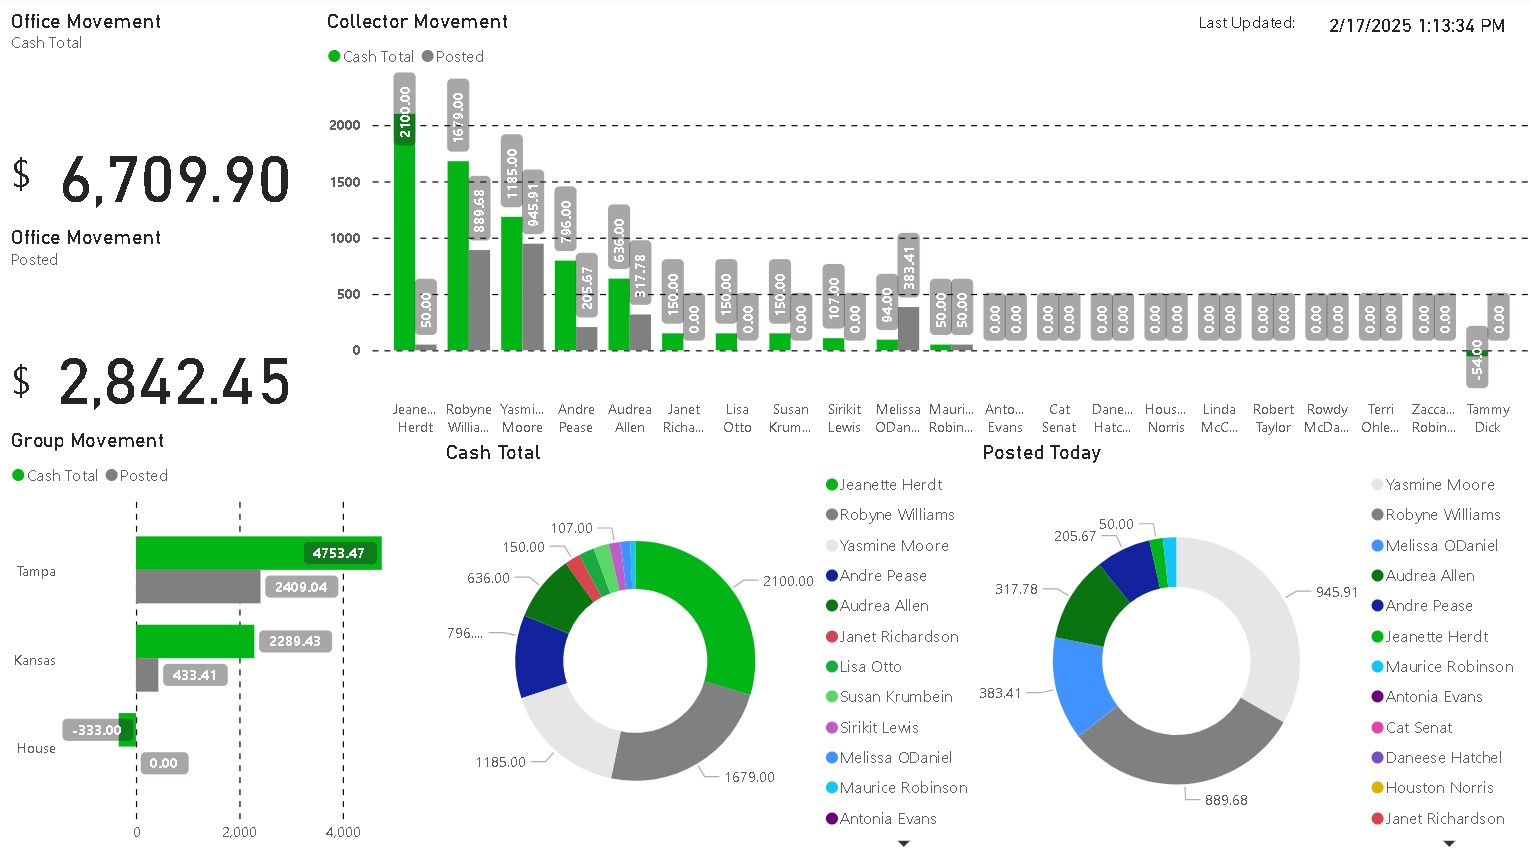 Office Movement
Cash Total
$ 6,709.90
Office Movement
Posted
$ 2,842.45
Collector Movement
Cash Total Posted
Last Updated: 2/17/2025 1:13:34 PM
2000
1500
1000
500
0
2100.00 50.00 1679.00 889.68 1185.00 945.91 796.00 205.67 636.00 317.78 150.00 0.00 150.00 0.00 150.00 0.00 107.00 0.00 94.00 383.41 50.00 50.00 0.00 0.00 0.00 0.00 0.00 0.00 0.00 0.00 0.00 0.00 0.00 0.00 0.00 0.00 0.00 0.00 0.00 0.00 -54.00 0.00
Jeane... Robyne Yasmi... Andre Audrea Janet Lisa Susan Sirikit Melissa Mauri... Anto... Cat Dane... Hous... Linda Robert Rowdy Terri Zacca... Tammy
Herdt Willia... Moore Pease Allen Richa... Otto Krum... Lewis ODan... Robin... Evans Senat Hatc... Norris McC... Taylor McDa... Ohle... Robin... Dick
Group Movement
Cash Total Posted
Tampa
4753.47
2409.04
Kansas
2289.43
433.41
House
-333.00
0.00
0 2,000 4,000
Cash Total
107.00
150.00
636.00
796....
1185.00
2100.00
1679.00
Jeanette Herdt
Robyne Williams
Yasmine Moore
Andre Pease
Audrea Allen
Janet Richardson
Lisa Otto
Susan Krumbein
Sirikit Lewis
Melissa ODaniel
Maurice Robinson
Antonia Evans
Posted Today
50.00
205.67
317.78
383.41
945.91
889.68
Yasmine Moore
Robyne Williams
Melissa ODaniel
Audrea Allen
Andre Pease
Jeanette Herdt
Maurice Robinson
Antonia Evans
Cat Senat
Daneese Hatchel
Houston Norris
Janet Richardson